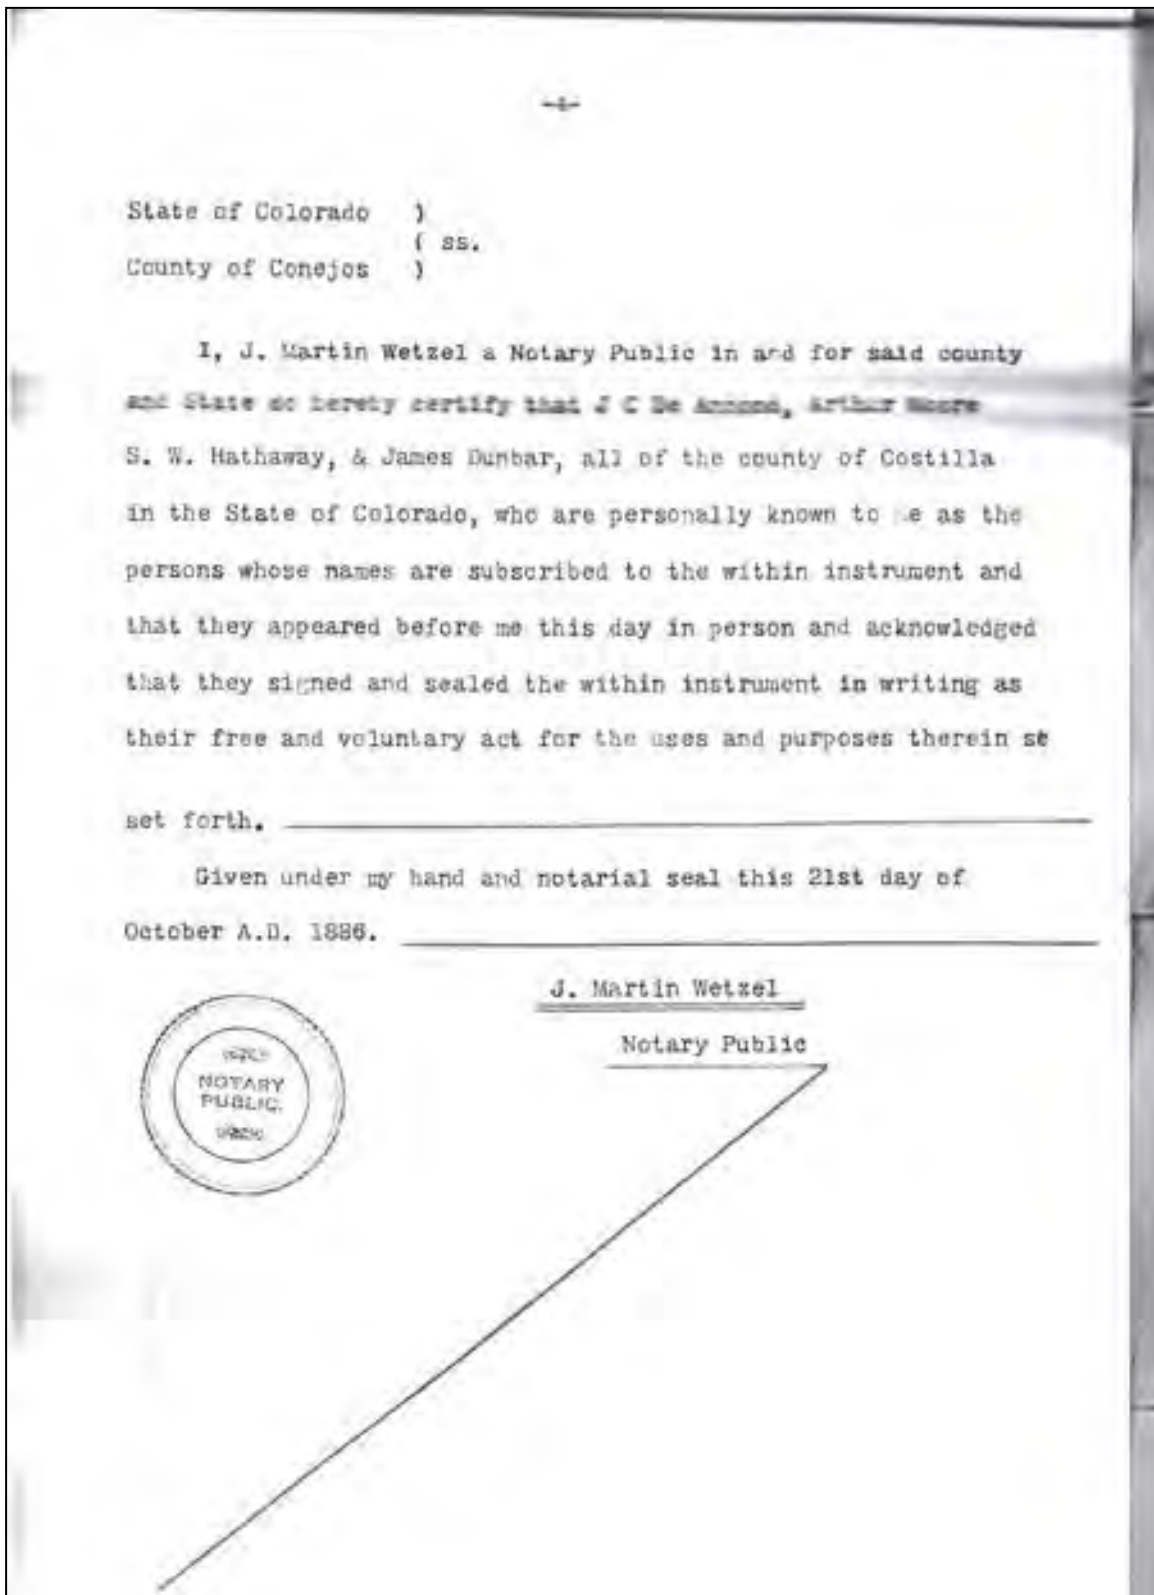 State of Colorado )
( ss.
County of Conejos )
I, J. Martin Wetzel a Notary Public in and for said county
and State do hereby certify that J C De Arthur Moore
S. W. Hathaway, & James Dunbar, all of the county of Costilla
in the State of Colorado, who are personally known to me as the
persons whose names are subscribed to the within instrument and
that they appeared before me this day in person and acknowledged
that they signed and sealed the within instrument in writing as
their free and voluntary act for the uses and purposes therein se
set forth.
Given under my hand and notarial seal this 21st day of
October A.D. 1886.
J. Martin Wetzel
Notary Public
NOTARY
PUBLIC.